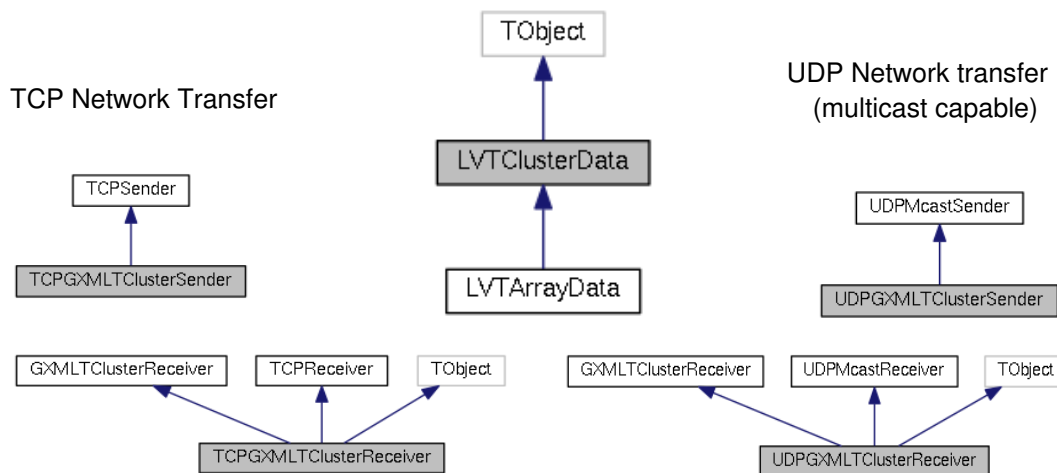 TObject
TCP Network Transfer
UDP Network transfer
(multicast capable)
LVTClusterData
TCPSender
UDPMcastSender
TCPGXMLTClusterSender
LVTArrayData
UDPGXMLTClusterSender
GXMLTClusterReceiver
TCPReceiver
TObject
GXMLTClusterReceiver
UDPMcastReceiver
TObject
TCPGXMLTClusterReceiver
UDPGXMLTClusterReceiver